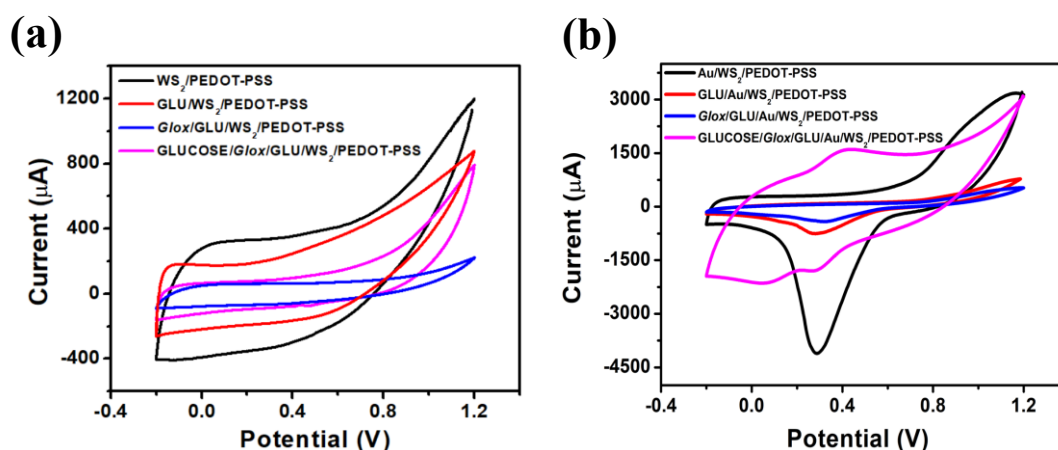 (a)
WS2/PEDOT-PSS
GLU/WS2/PEDOT-PSS
Glox/GLU/WS2/PEDOT-PSS
GLUCOSE/Glox/GLU/WS2/PEDOT-PSS
1200
800
400
0
-400
Current (µA)
-0.4 0.0 0.4 0.8 1.2
Potential (V)
(b)
Au/WS2/PEDOT-PSS
GLU/Au/WS2/PEDOT-PSS
Glox/GLU/Au/WS2/PEDOT-PSS
GLUCOSE/Glox/GLU/Au/WS2/PEDOT-PSS
3000
1500
0
-1500
-3000
-4500
Current (µA)
-0.4 0.0 0.4 0.8 1.2
Potential (V)